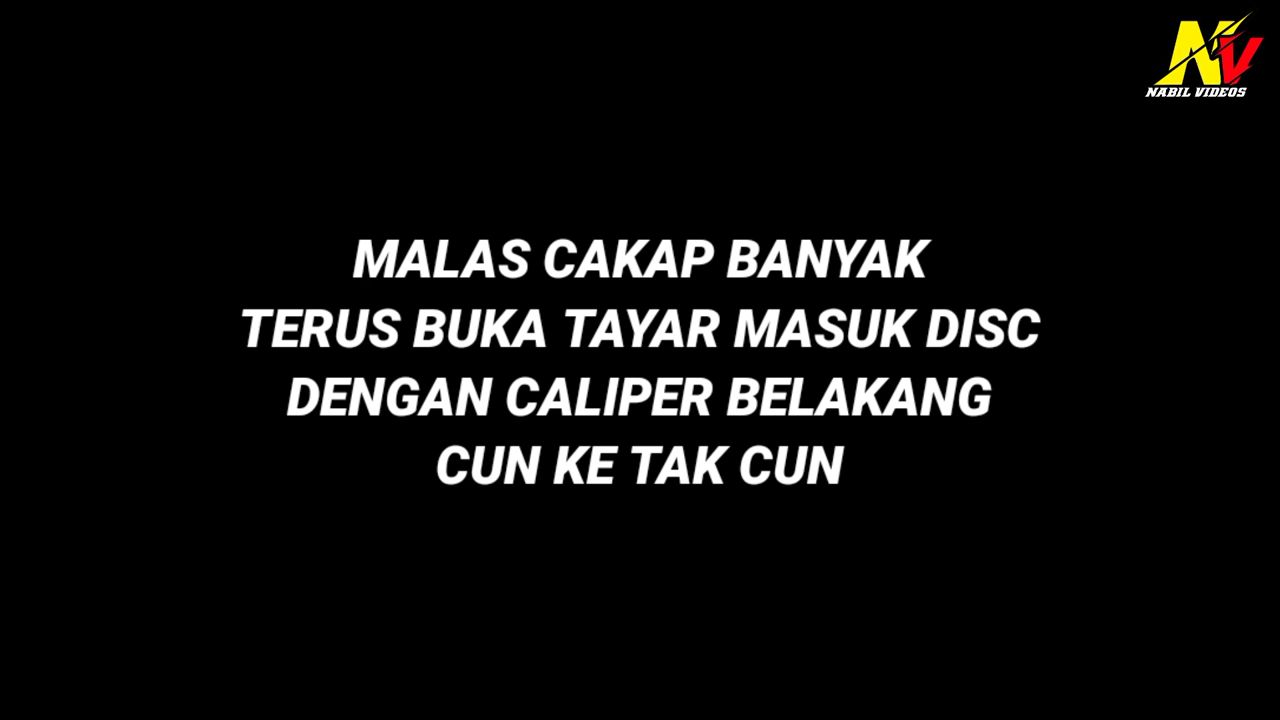 NV
NABIL VIDEOS
MALAS CAKAP BANYAK
TERUS BUKA TAYAR MASUK DISC
DENGAN CALIPER BELAKANG
CUN KE TAK CUN